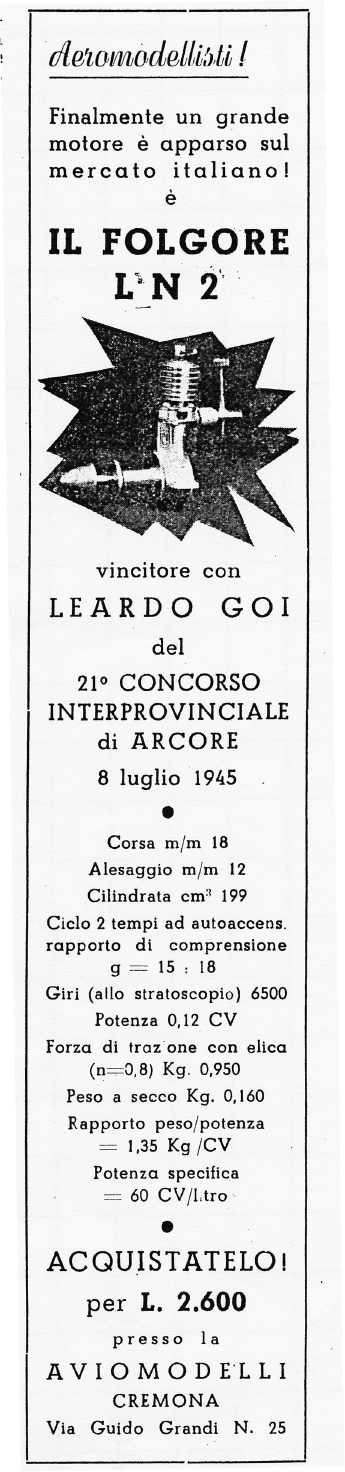 Aeromodellisti!
Finalmente un grande
motore è apparso sul
mercato italiano!
è
IL FOLGORE
L N 2
vincitore con
LEARDO GOI
del
21º CONCORSO
INTERPROVINCIALE
di ARCORE
8 luglio 1945
Corsa m/m 18
Alesaggio m/m 12
Cilindrata cm³ 199
Ciclo 2 tempi ad autoaccens.
rapporto di comprensione
g = 15 : 18
Giri (allo stratoscopio) 6500
Potenza 0,12 CV
Forza di traz one con elica
(n=0,8) Kg. 0,950
Peso a secco Kg. 0,160
Rapporto peso/potenza
= 1,35 Kg/CV
Potenza specifica
= 60 CV/l.tro
ACQUISTATELO!
per L. 2.600
presso la
AVIOMODELLI
CREMONA
Via Guido Grandi N. 25